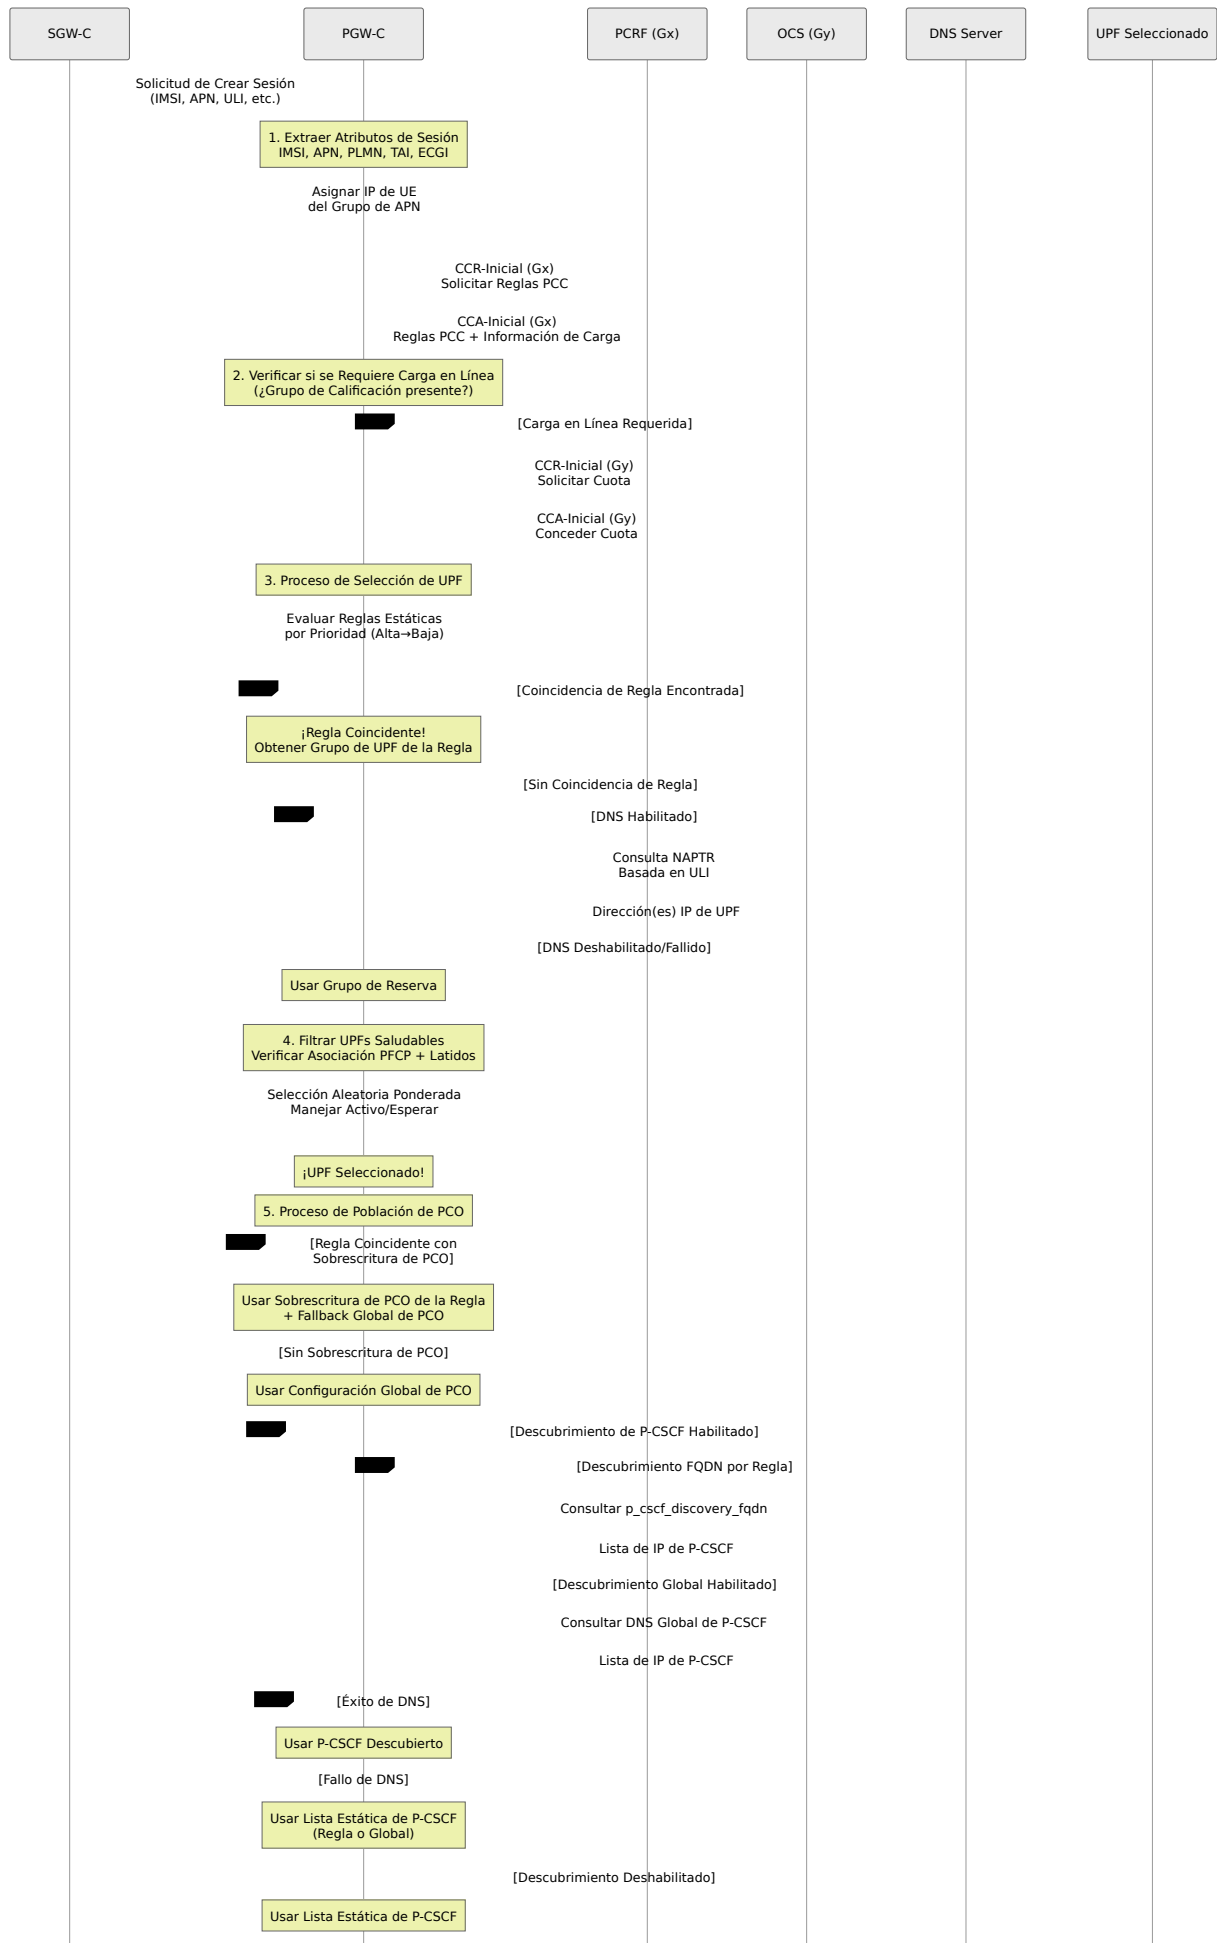 SGW-C
PGW-C
PCRF (Gx)
OCS (Gy)
DNS Server
UPF Seleccionado
Solicitud de Crear Sesión
(IMSI, APN, ULI, etc.)
1. Extraer Atributos de Sesión
IMSI, APN, PLMN, TAI, ECGI
Asignar IP de UE
del Grupo de APN
CCR-Inicial (Gx)
Solicitar Reglas PCC
CCA-Inicial (Gx)
Reglas PCC + Información de Carga
2. Verificar si se Requiere Carga en Línea
(¿Grupo de Calificación presente?)
[Carga en Línea Requerida]
CCR-Inicial (Gy)
Solicitar Cuota
CCA-Inicial (Gy)
Conceder Cuota
3. Proceso de Selección de UPF
Evaluar Reglas Estáticas
por Prioridad (Alta→Baja)
[Coincidencia de Regla Encontrada]
¡Regla Coincidente!
Obtener Grupo de UPF de la Regla
[Sin Coincidencia de Regla]
[DNS Habilitado]
Consulta NAPTR
Basada en ULI
Dirección(es) IP de UPF
[DNS Deshabilitado/Fallido]
Usar Grupo de Reserva
4. Filtrar UPFs Saludables
Verificar Asociación PFCP + Latidos
Selección Aleatoria Ponderada
Manejar Activo/Esperar
¡UPF Seleccionado!
5. Proceso de Población de PCO
[Regla Coincidente con
Sobrescritura de PCO]
Usar Sobrescritura de PCO de la Regla
+ Fallback Global de PCO
[Sin Sobrescritura de PCO]
Usar Configuración Global de PCO
[Descubrimiento de P-CSCF Habilitado]
[Descubrimiento FQDN por Regla]
Consultar p_cscf_discovery_fqdn
Lista de IP de P-CSCF
[Descubrimiento Global Habilitado]
Consultar DNS Global de P-CSCF
Lista de IP de P-CSCF
[Éxito de DNS]
Usar P-CSCF Descubierto
[Fallo de DNS]
Usar Lista Estática de P-CSCF
(Regla o Global)
[Descubrimiento Deshabilitado]
Usar Lista Estática de P-CSCF